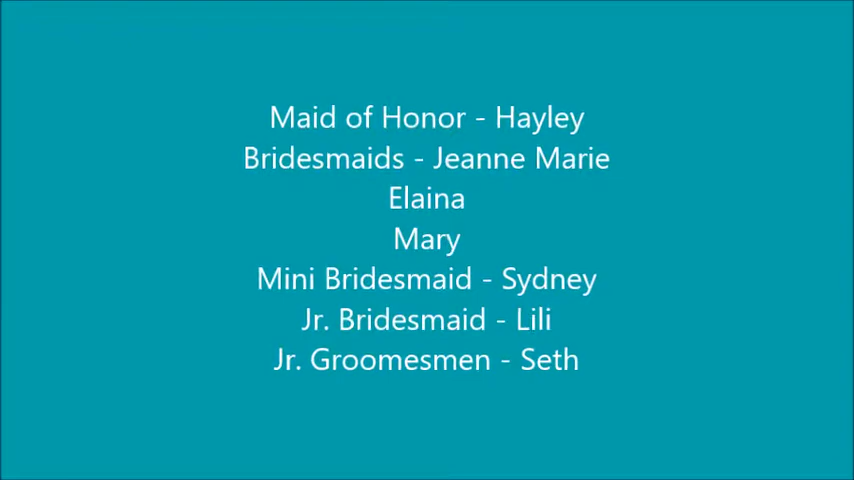 Maid of Honor - Hayley
Bridesmaids - Jeanne Marie
Elaina
Mary
Mini Bridesmaid - Sydney
Jr. Bridesmaid - Lili
Jr. Groomesmen - Seth